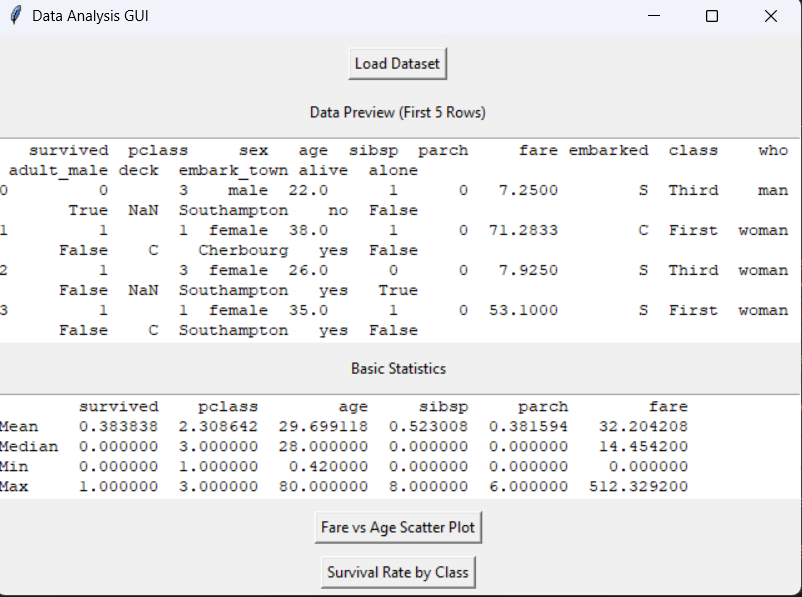 Data Analysis GUI
Load Dataset
Data Preview (First 5 Rows)
survived  pclass     sex   age  sibsp  parch     fare embarked  class    who
adult_male deck  embark_town alive  alone
0         0       3    male  22.0      1      0   7.2500        S  Third    man
True  NaN  Southampton    no  False
1         1       1  female  38.0      1      0  71.2833        C  First  woman
False    C    Cherbourg   yes  False
2         1       3  female  26.0      0      0   7.9250        S  Third  woman
False  NaN  Southampton   yes   True
3         1       1  female  35.0      1      0  53.1000        S  First  woman
False    C  Southampton   yes  False
Basic Statistics
survived    pclass        age     sibsp     parch        fare
Mean    0.383838  2.308642  29.699118  0.523008  0.381594   32.204208
Median  0.000000  3.000000  28.000000  0.000000  0.000000   14.454200
Min     0.000000  1.000000   0.420000  0.000000  0.000000    0.000000
Max     1.000000  3.000000  80.000000  8.000000  6.000000  512.329200
Fare vs Age Scatter Plot
Survival Rate by Class